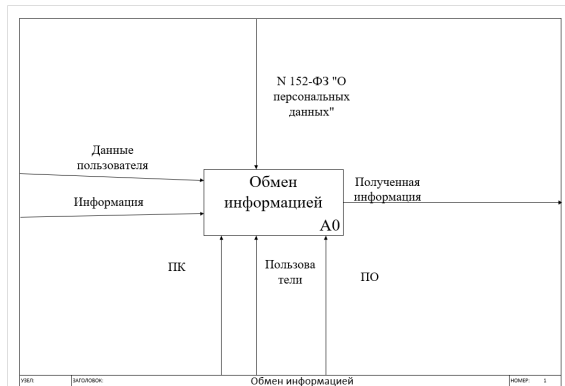 N 152-ФЗ "О
персональных
данных"
Данные
пользователя
Информация
Обмен
информацией
A0
Полученная
информация
ПК
Пользова
тели
ПО
УЗЕЛ:
ЗАГОЛОВОК:
Обмен информацией
НОМЕР: 1